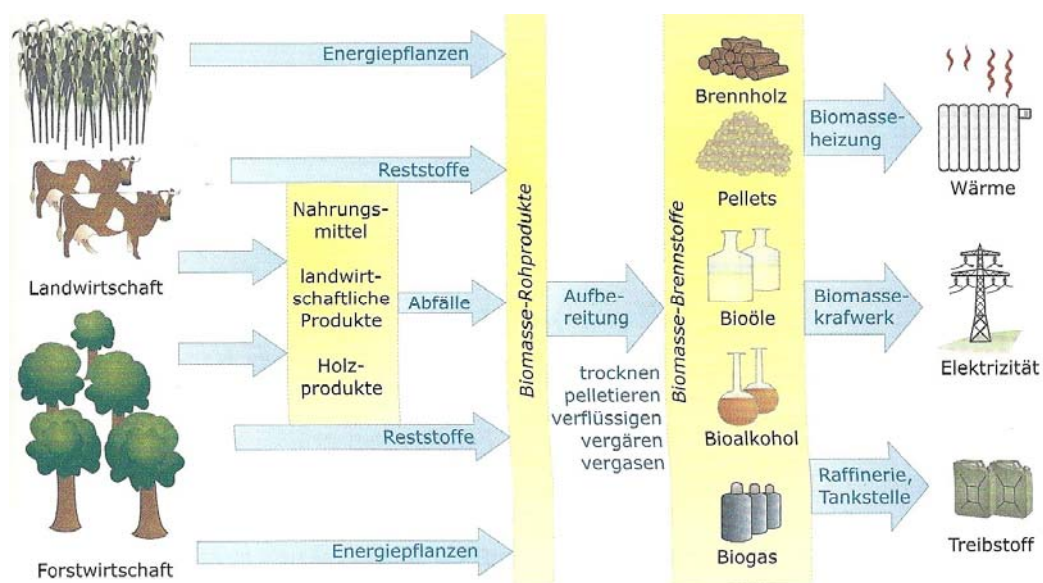 Energiepflanzen
Reststoffe
Landwirtschaft
Nahrungs-
mittel
landwirt-
schaftliche
Produkte
Holz-
produkte
Abfälle
Reststoffe
Energiepflanzen
Forstwirtschaft
Biomasse-Rohprodukte
Aufbe-
reitung
trocknen
pelletieren
verflüssigen
vergären
vergasen
Biomasse-Brennstoffe
Brennholz
Pellets
Bioöle
Bioalkohol
Biogas
Biomasse-
heizung
Wärme
Biomasse-
krafwerk
Elektrizität
Raffinerie,
Tankstelle
Treibstoff